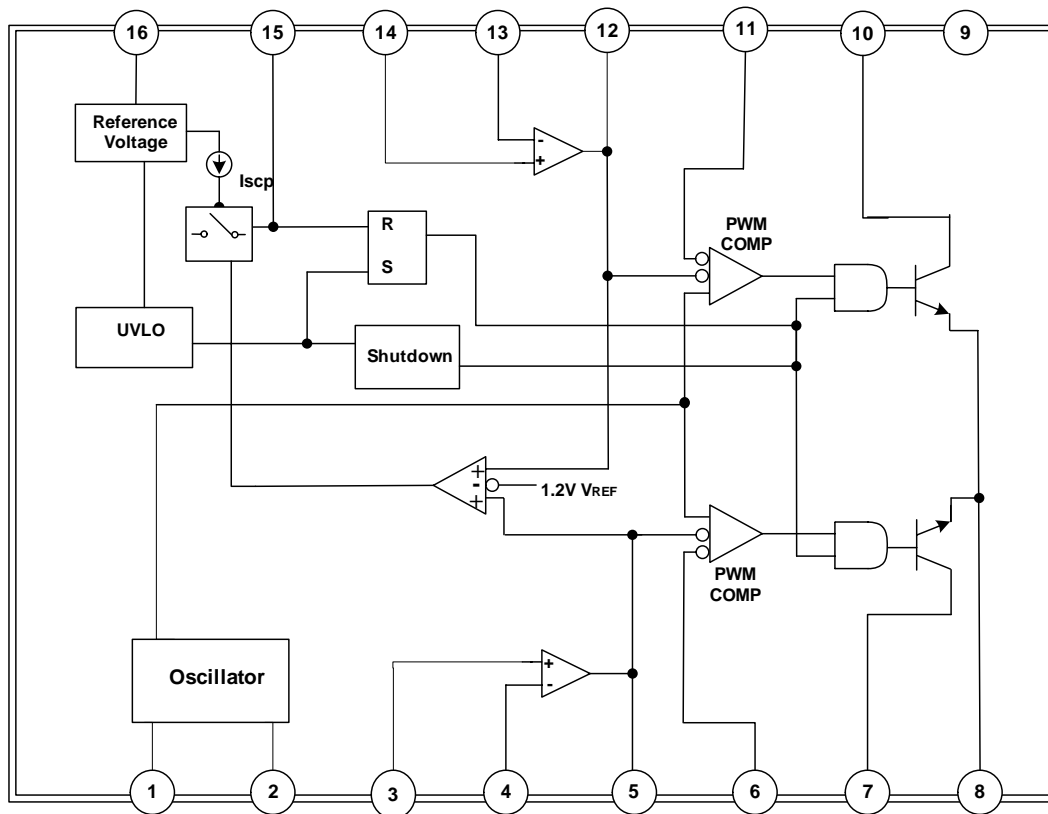 16
15
14
13
12
11
10
9
Reference
Voltage
Iscp
-
+
R
S
PWM
COMP
UVLO
Shutdown
+
-
+
1.2V VREF
PWM
COMP
Oscillator
+
-
1
2
3
4
5
6
7
8